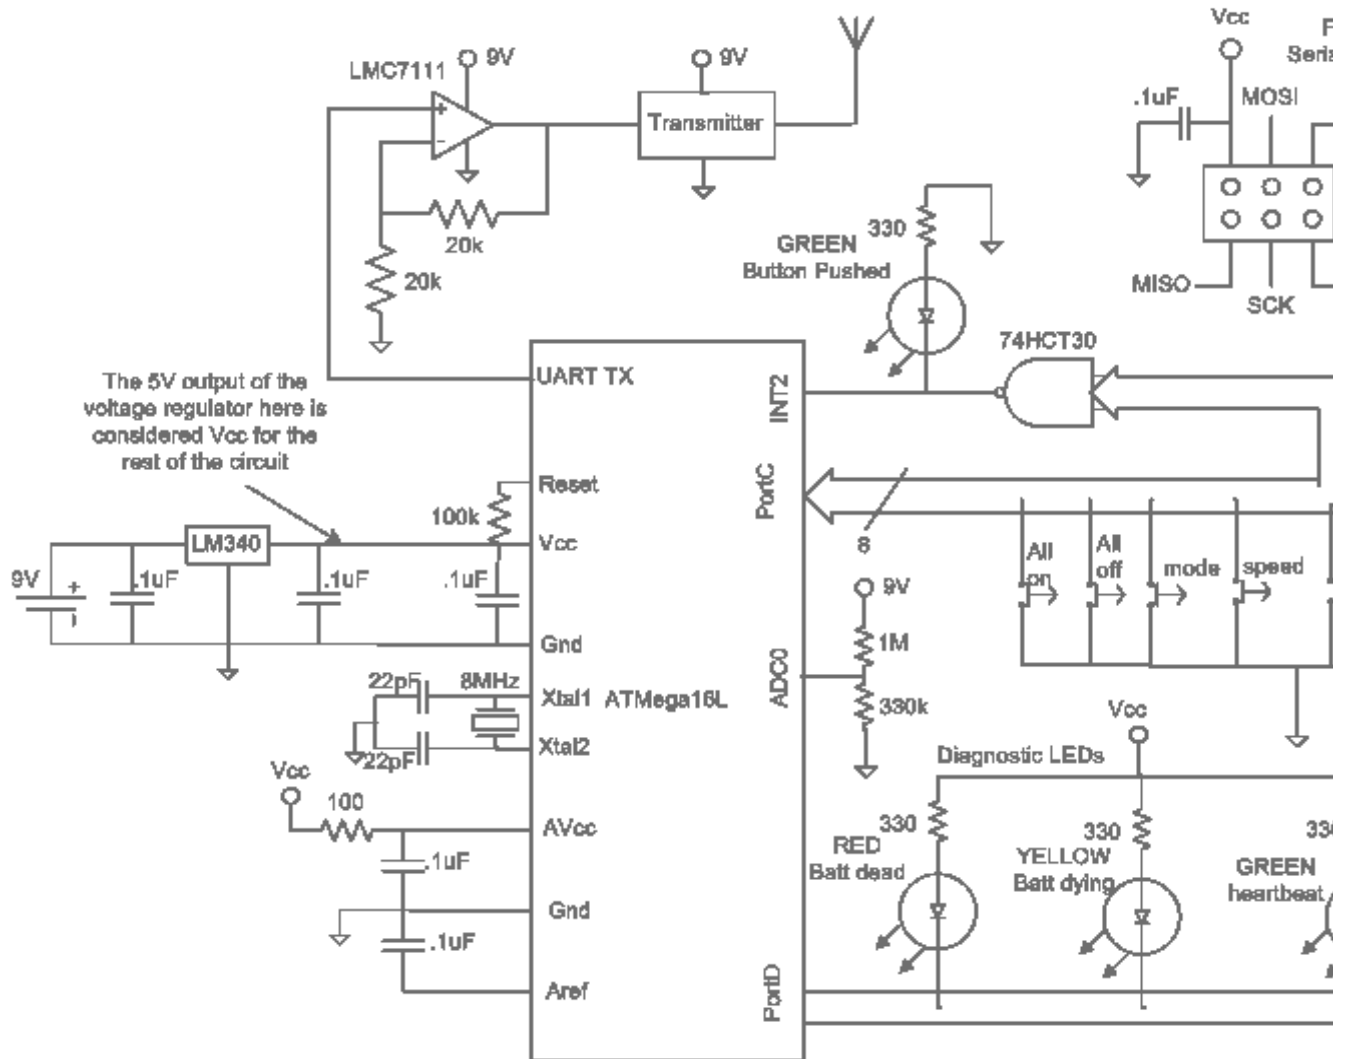 Vcc
9V
9V
F
Seria
LMC7111
.1uF
MOSI
Transmitter
+
-
20k
330
GREEN
Button Pushed
20k
MISO
SCK
74HCT30
The 5V output of the
voltage regulator here is
considered Vcc for the
rest of the circuit
UART TX
INT2
Reset
PortC
100k
8
LM340
Vcc
All
on
All
off
mode
speed
9V
+
-
.1uF
.1uF
.1uF
9V
1M
Gnd
ADC0
22pF
8MHz
Xtal1
ATMega16L
330k
Xtal2
22pF
Vcc
Vcc
Diagnostic LEDs
100
AVcc
330
330
330
RED
Batt dead
YELLOW
Batt dying
GREEN
heartbeat
.1uF
Gnd
.1uF
Aref
PortD